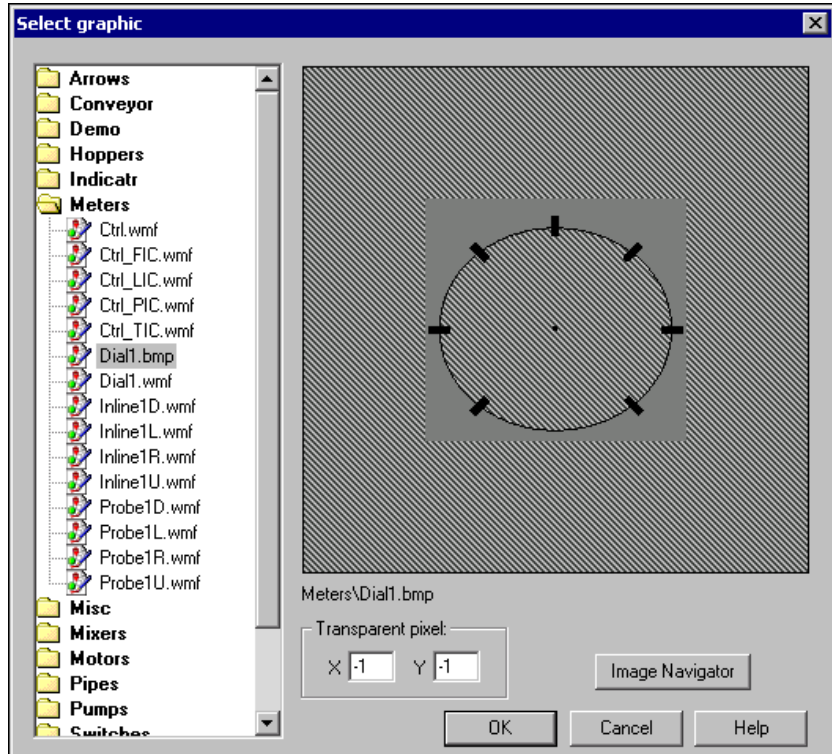 Select graphic
Arrows
Conveyor
Demo
Hoppers
Indicatr
Meters
Ctrl.wmf
Ctrl_FIC.wmf
Ctrl_LIC.wmf
Ctrl_PIC.wmf
Ctrl_TIC.wmf
Dial1.bmp
Dial1.wmf
Inline1D.wmf
Inline1L.wmf
Inline1R.wmf
Inline1U.wmf
Probe1D.wmf
Probe1L.wmf
Probe1R.wmf
Probe1U.wmf
Misc
Mixers
Motors
Pipes
Pumps
Switches
Meters\Dial1.bmp
Transparent pixel:
X -1 Y -1
Image Navigator
OK Cancel Help